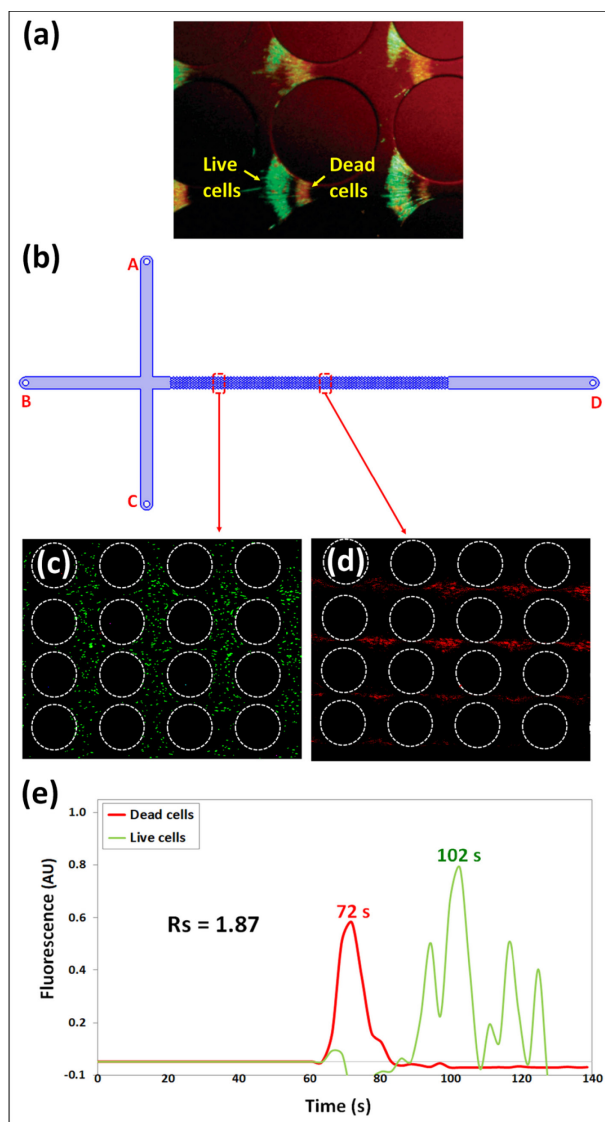 (a)
Live
cells
Dead
cells
(b)
A
B
C
D
(c)
(d)
(e)
Dead cells
Live cells
Rs = 1.87
72 s
102 s
Fluorescence (AU)
1.0
0.8
0.6
0.4
0.2
-0.1
0
20
40
60
80
100
120
140
Time (s)